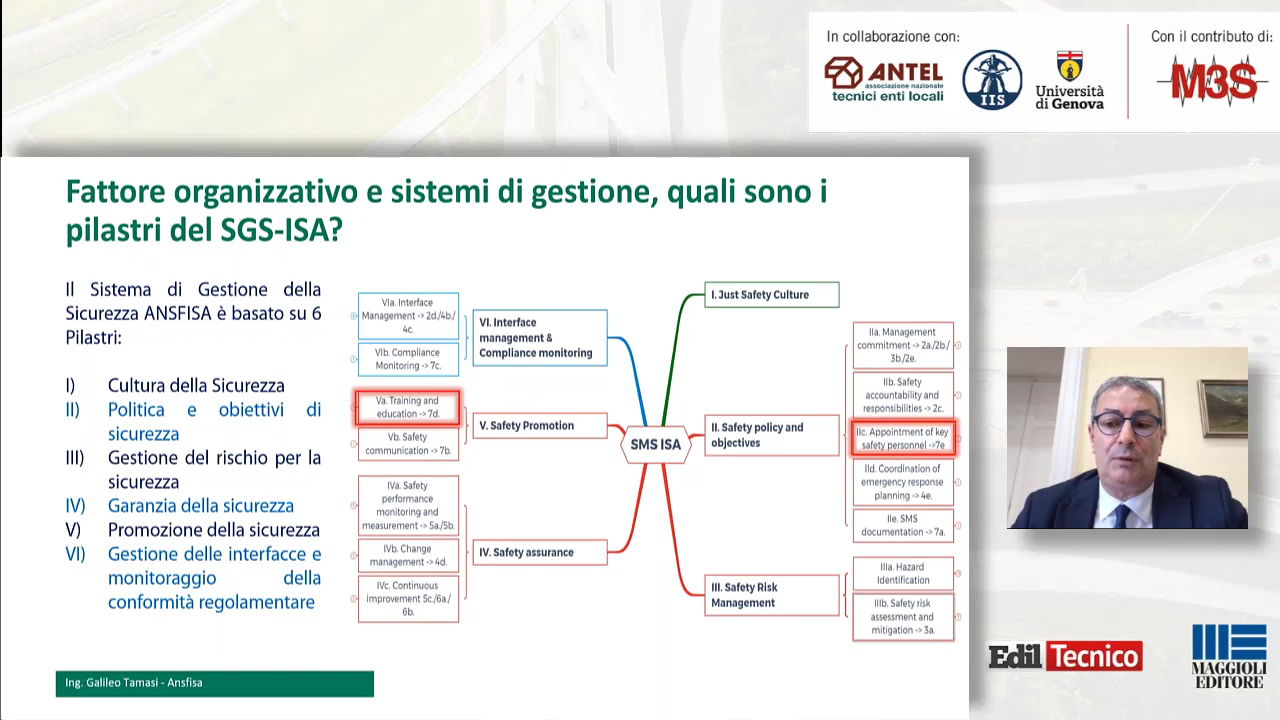 In collaborazione con:
Con il contributo di:
ANTEL
associazione nazionale
tecnici enti locali
IIS
Università
di Genova
M3S
Fattore organizzativo e sistemi di gestione, quali sono i
pilastri del SGS-ISA?
Il Sistema di Gestione della
Sicurezza ANSFISA è basato su 6
Pilastri:
I) Cultura della Sicurezza
II) Politica e obiettivi di
sicurezza
III) Gestione del rischio per la
sicurezza
IV) Garanzia della sicurezza
V) Promozione della sicurezza
VI) Gestione delle interfacce e
monitoraggio della
conformità regolamentare
VIa. Interface
Management -> 2d./4b./
4c.
VIb. Compliance
Monitoring -> 7c.
VI. Interface
management &
Compliance monitoring
Va. Training and
education -> 7d.
Vb. Safety
communication -> 7b.
V. Safety Promotion
IVa. Safety
performance
monitoring and
measurement -> 5a./5b.
IVb. Change
management -> 4d.
IVc. Continuous
improvement 5c./6a./
6b.
IV. Safety assurance
SMS ISA
I. Just Safety Culture
II. Safety policy and
objectives
IIa. Management
commitment -> 2a./2b./
3b./2e.
IIb. Safety
accountability and
responsibilities -> 2c.
IIc. Appointment of key
safety personnel ->7e
IId. Coordination of
emergency response
planning -> 4e.
IIe. SMS
documentation -> 7a.
III. Safety Risk
Management
IIIa. Hazard
Identification
IIIb. Safety risk
assessment and
mitigation -> 3a.
Ing. Galileo Tamasi - Ansfisa
Edil Tecnico
MAGGIOLI
EDITORE